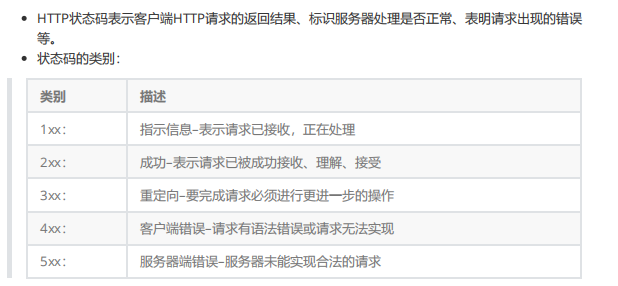 HTTP状态码表示客户端HTTP请求的返回结果、标识服务器处理是否正常、表明请求出现的错误
等。
状态码的类别：
类别 描述
1xx： 指示信息–表示请求已接收，正在处理
2xx： 成功–表示请求已被成功接收、理解、接受
3xx： 重定向–要完成请求必须进行更进一步的操作
4xx： 客户端错误–请求有语法错误或请求无法实现
5xx： 服务器端错误–服务器未能实现合法的请求